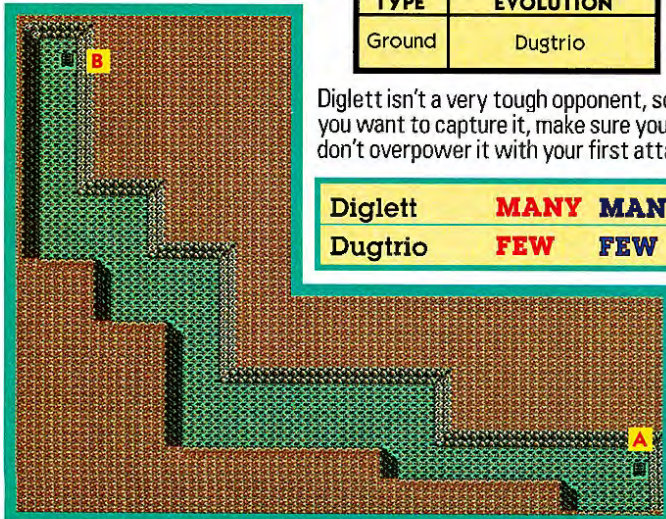 TYPE EVOLUTION
Ground Dugtrio
B
Diglett isn't a very tough opponent, so
you want to capture it, make sure you
don't overpower it with your first atta
Diglett MANY MAN
Dugtrio FEW FEW
A